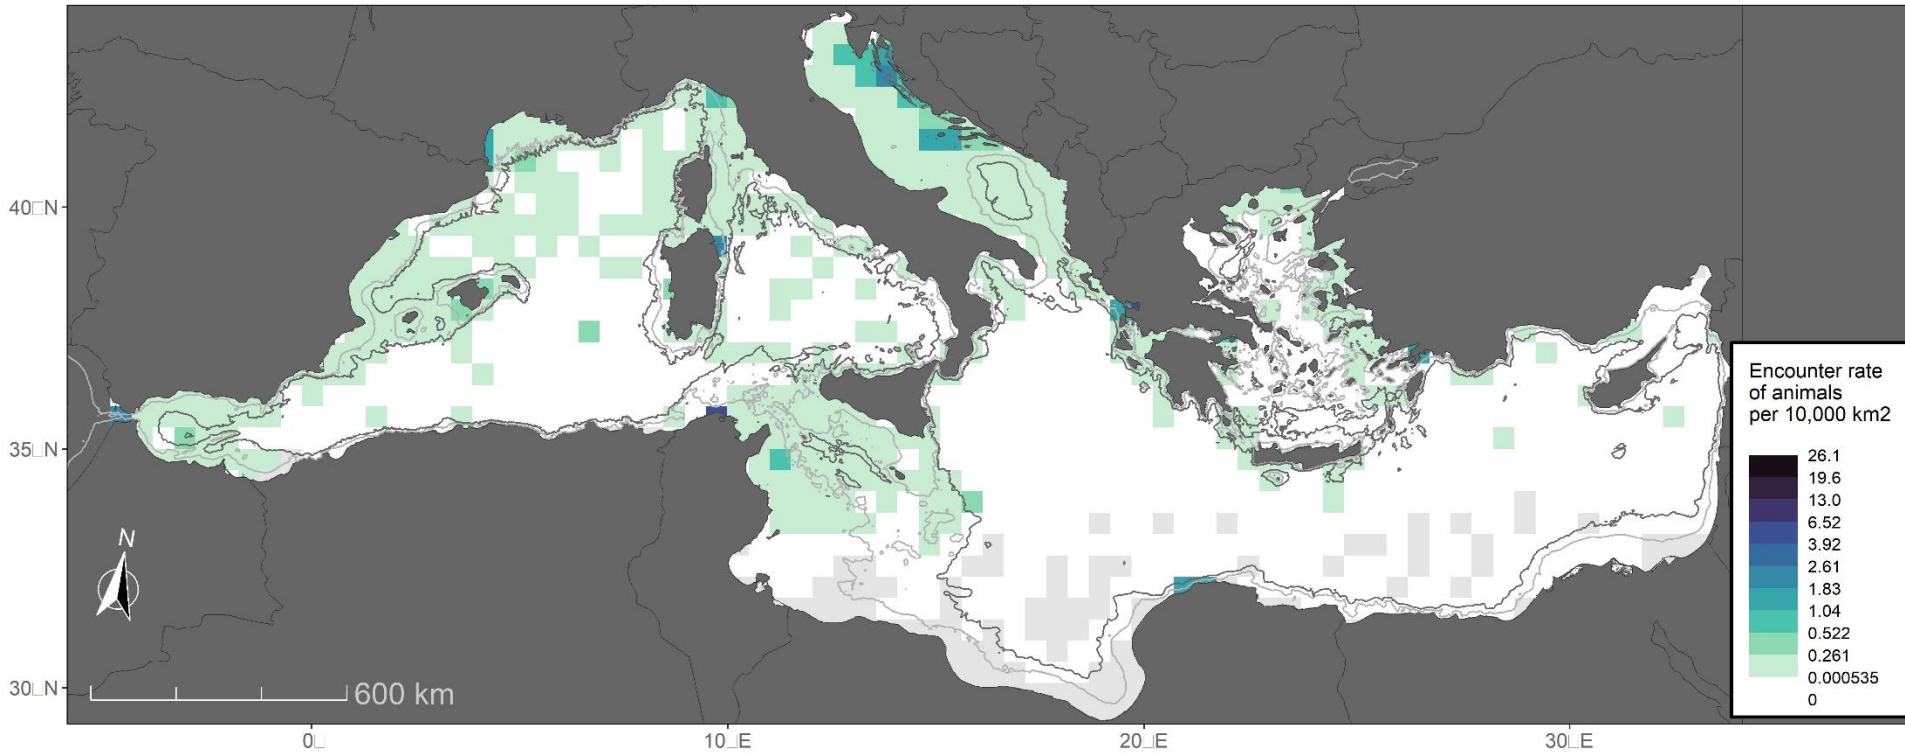 40□N
35□N
30□N
N
600 km
0□
10□E
20□E
30□E
Encounter rate
of animals
per 10,000 km2
26.1
19.6
13.0
6.52
3.92
2.61
1.83
1.04
0.522
0.261
0.000535
0